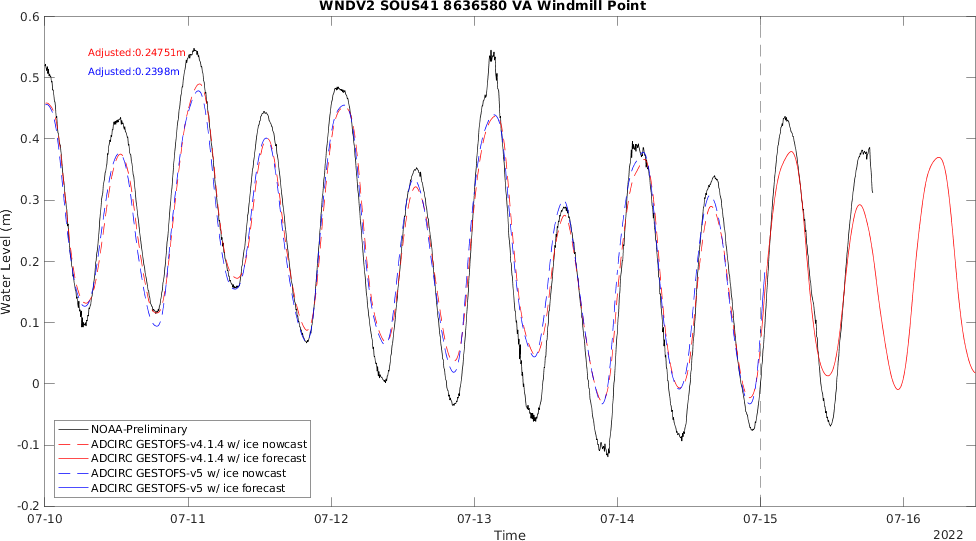 WNDV2 SOUS41 8636580 VA Windmill Point
0.6
0.5
0.4
0.3
0.2
0.1
0
-0.1
-0.2
Water Level (m)
Adjusted:0.24751m
Adjusted:0.2398m
NOAA-Preliminary
ADCIRC GESTOFS-v4.1.4 w/ ice nowcast
ADCIRC GESTOFS-v4.1.4 w/ ice forecast
ADCIRC GESTOFS-v5 w/ ice nowcast
ADCIRC GESTOFS-v5 w/ ice forecast
07-10 07-11 07-12 07-13 07-14 07-15 07-16
Time
2022